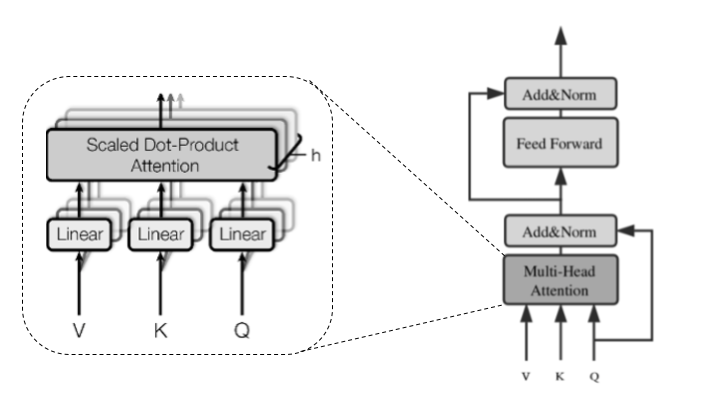 Scaled Dot-Product
Attention
h
Linear
Linear
Linear
V
K
Q
Add&Norm
Feed Forward
Add&Norm
Multi-Head
Attention
V
K
Q